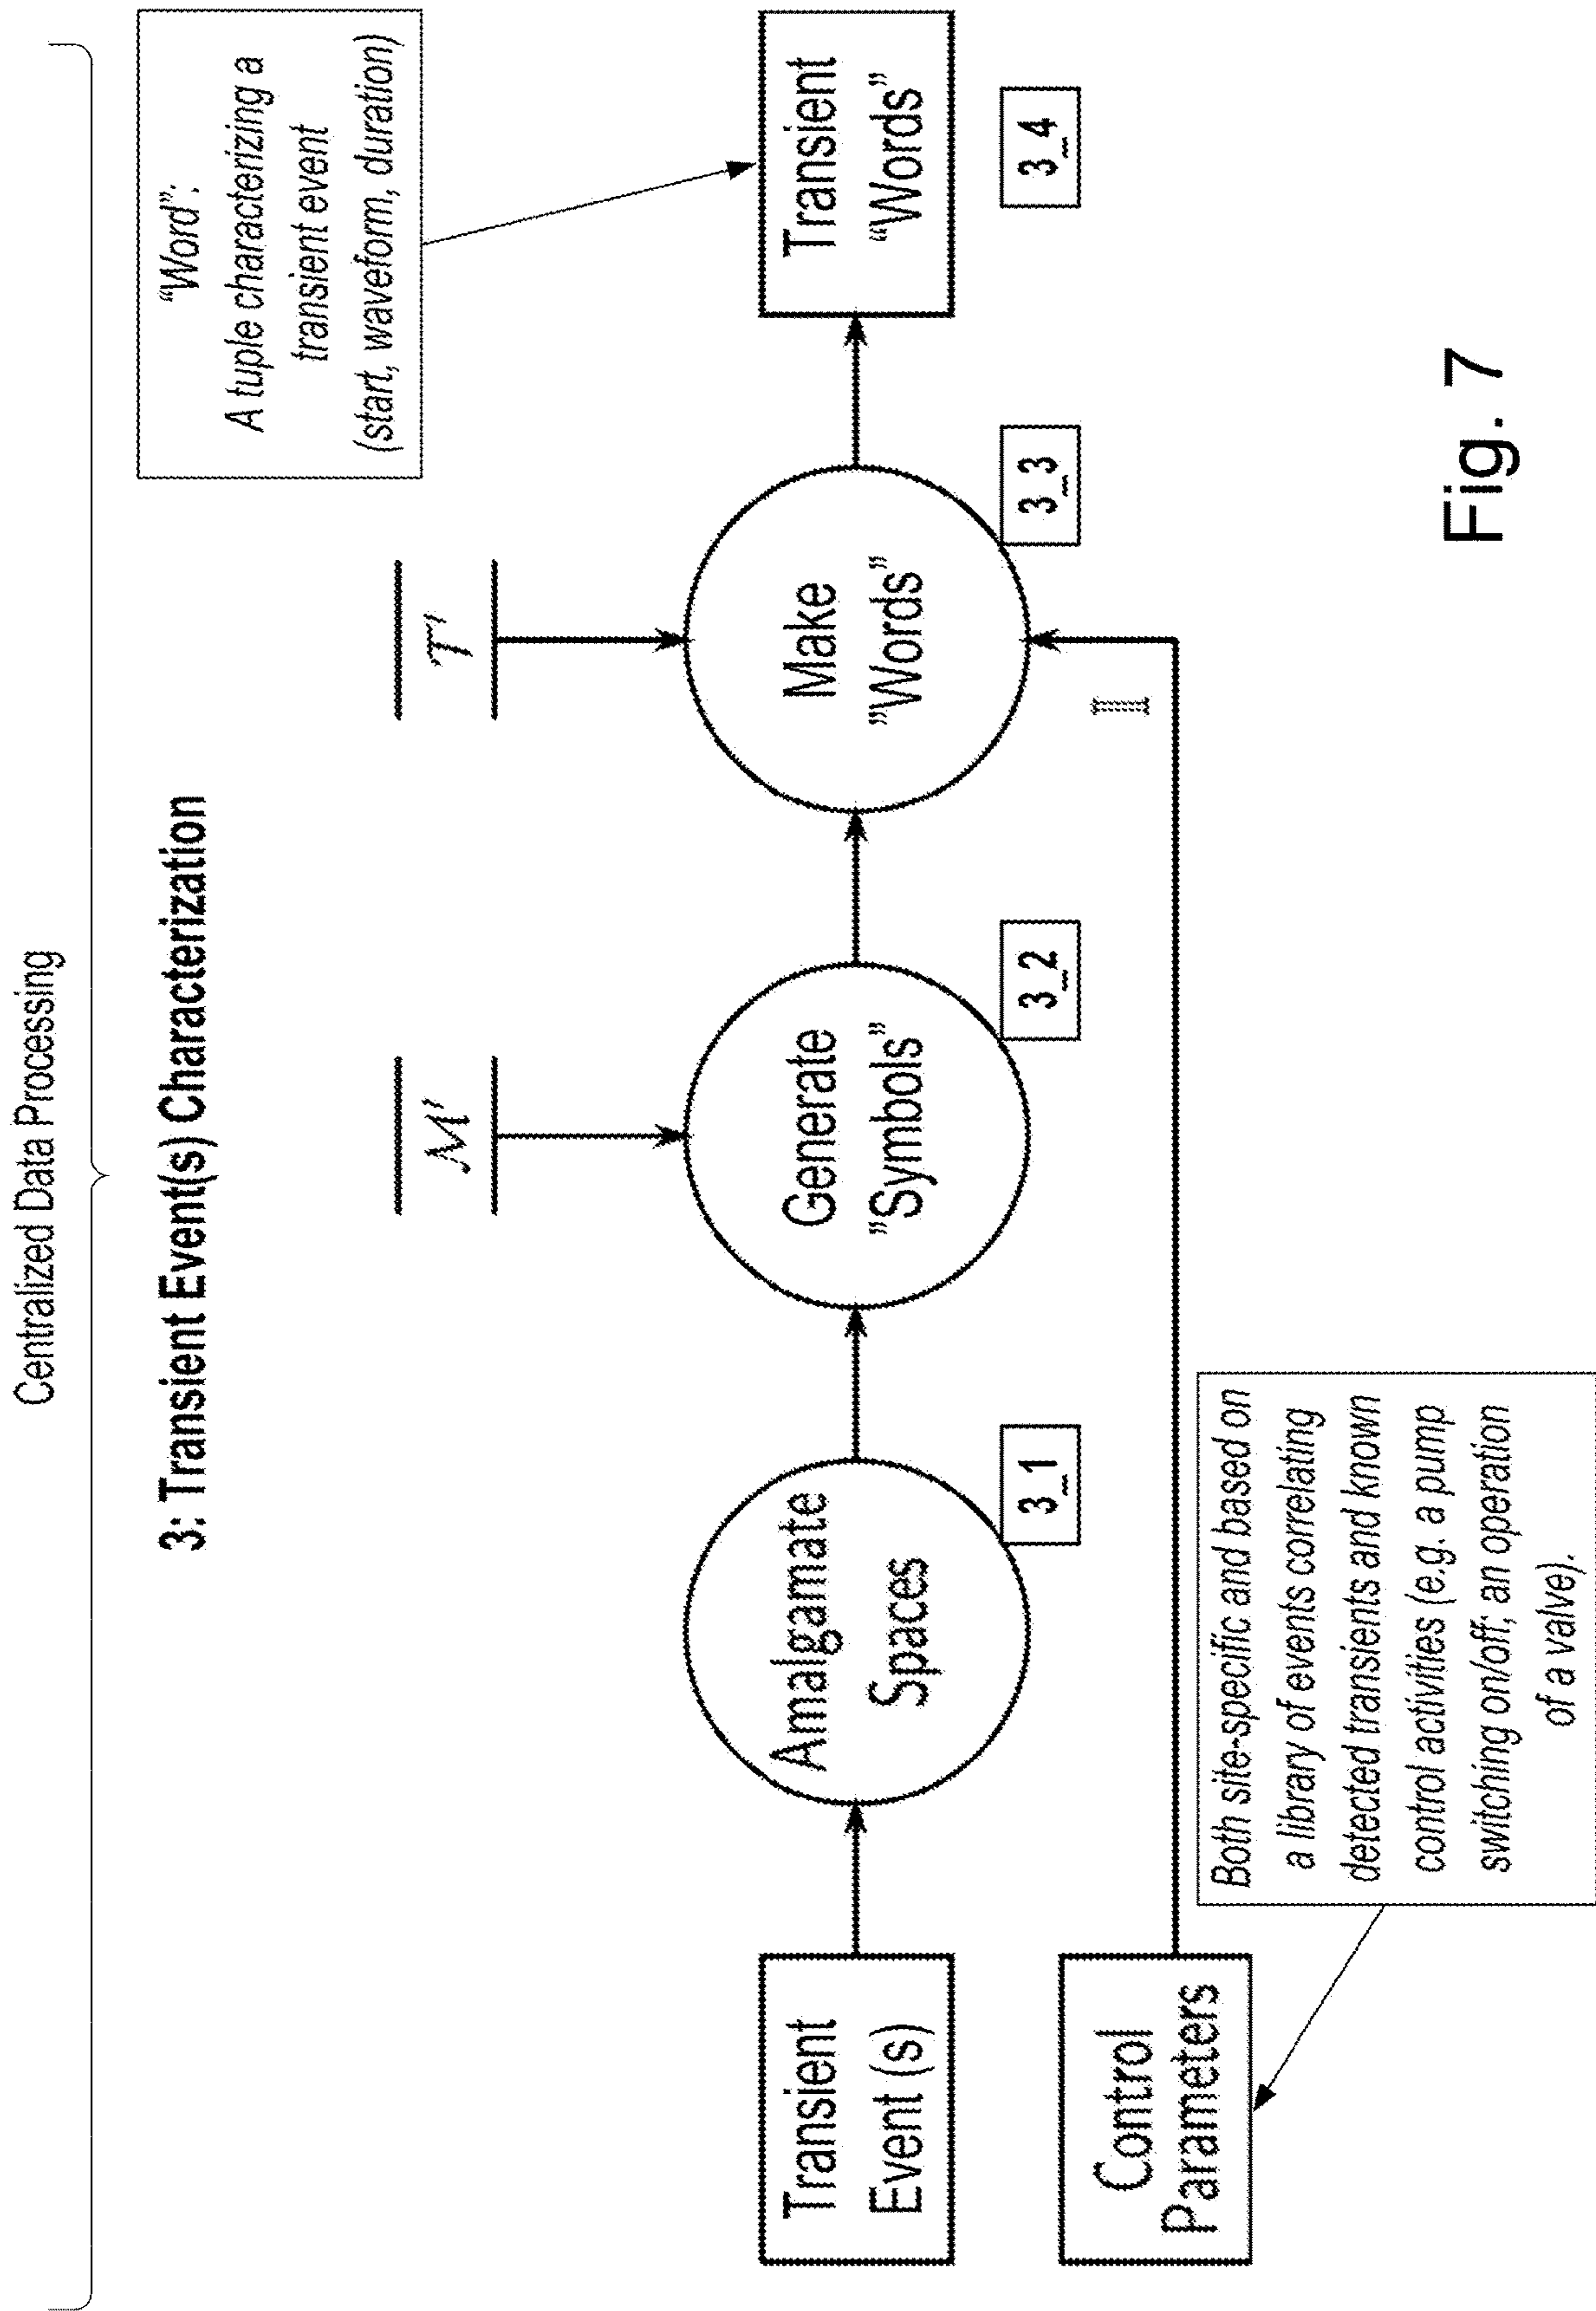 Centralized Data Processing
3: Transient Event(s) Characterization
"Word":
A tuple characterizing a
transient event
(start, waveform, duration)
ℳ′
𝒯′
Transient
Event (s)
Amalgamate
Spaces
3_1
Generate
"Symbols"
3_2
Make
"Words"
3_3
Transient
"Words"
3_4
Control
Parameters
𝕀
Both site-specific and based on
a library of events correlating
detected transients and known
control activities (e.g. a pump
switching on/off; an operation
of a valve).
Fig. 7